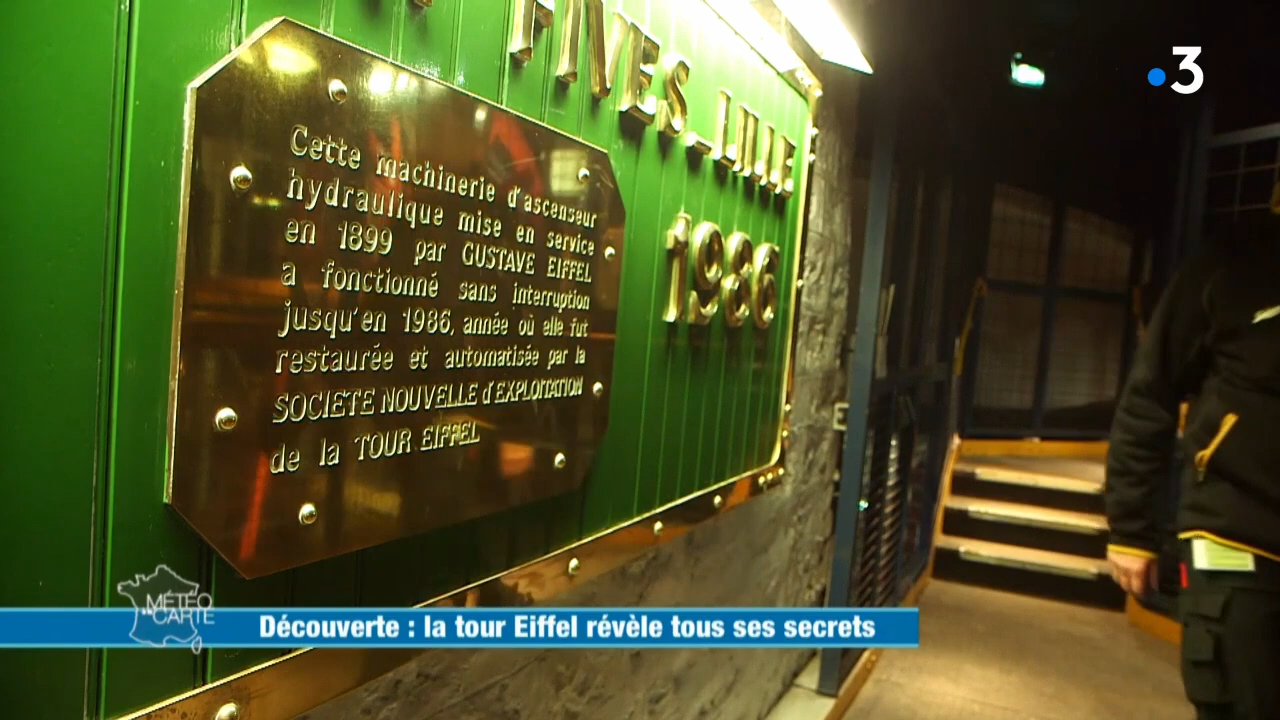 FIVES_LILLE
1986
Cette machinerie d'ascenseur
hydraulique mise en service
en 1899 par GUSTAVE EIFFEL
a fonctionné sans interruption
jusqu'en 1986, année où elle fut
restaurée et automatisée par la
SOCIETE NOUVELLE d'EXPLOITATION
de la TOUR EIFFEL
3
MÉTÉO
À LA CARTE
Découverte : la tour Eiffel révèle tous ses secrets